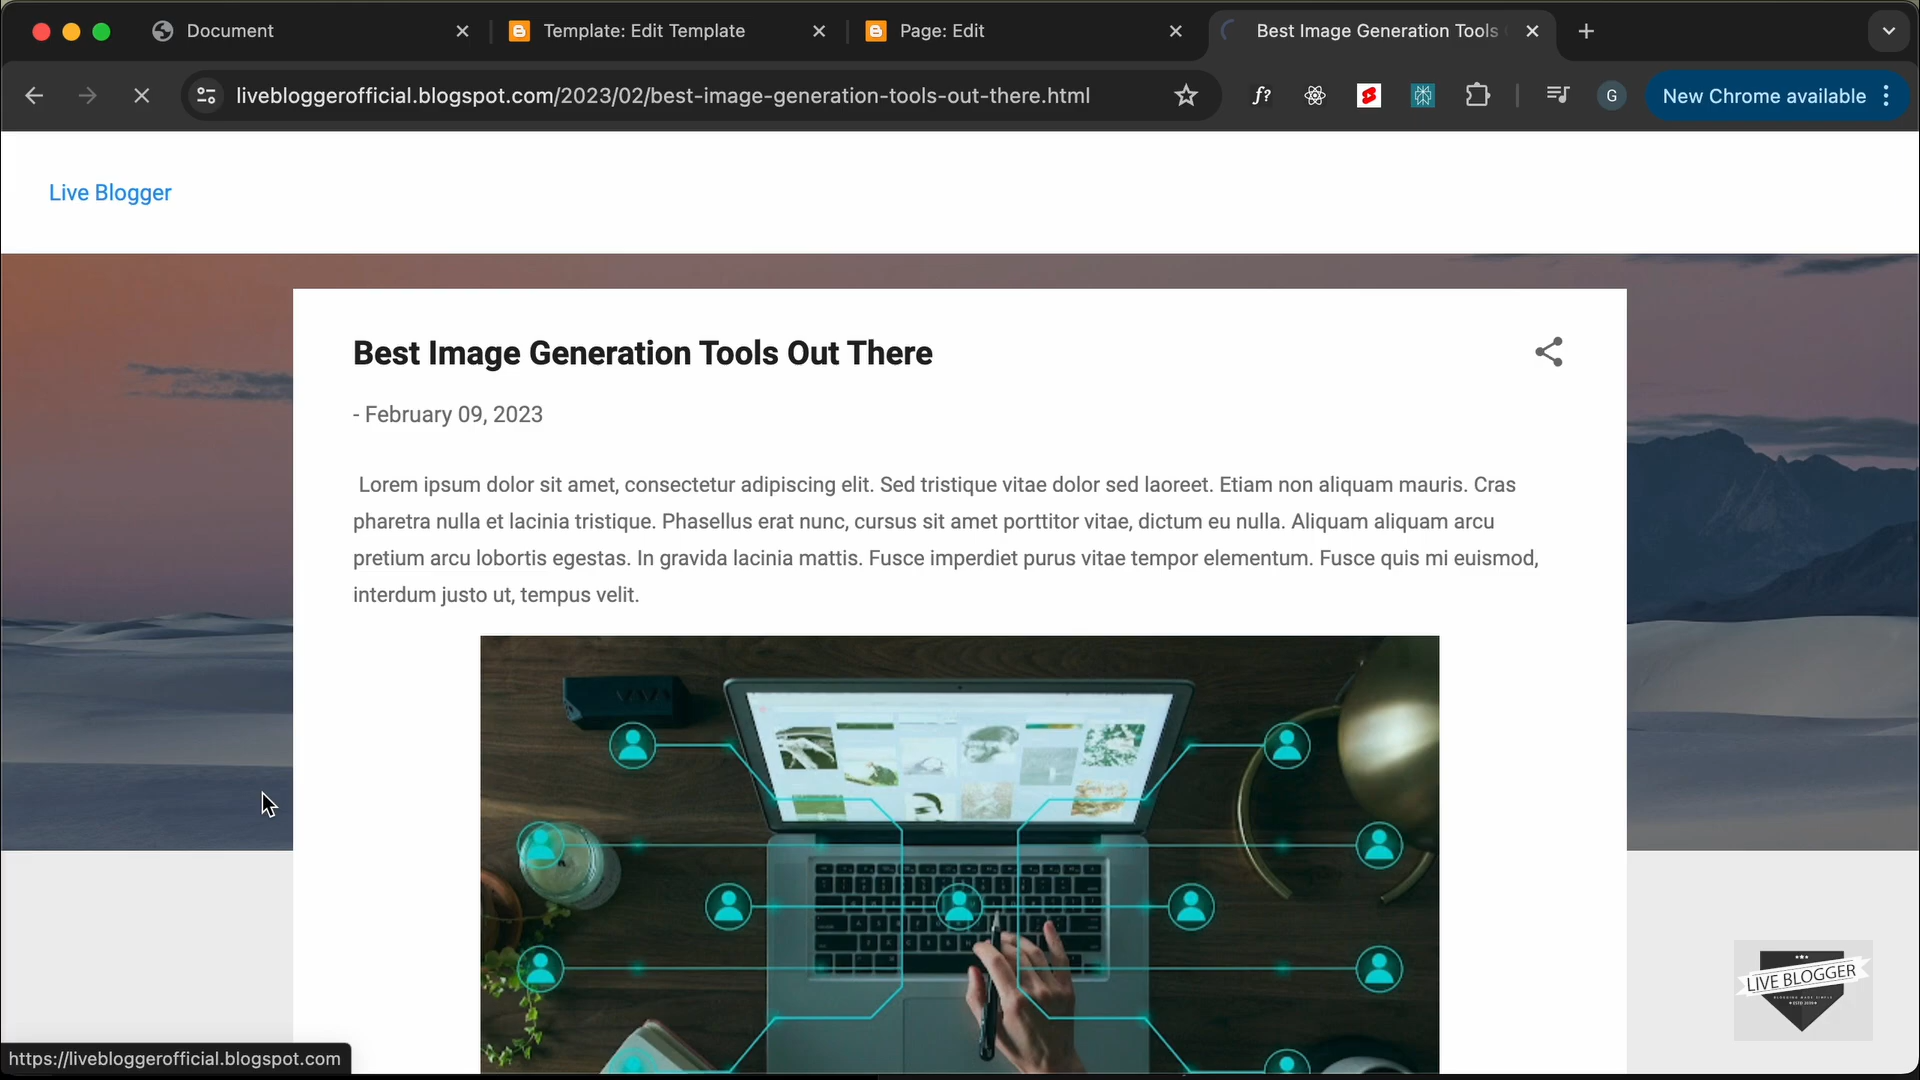 Document
Template: Edit Template
Page: Edit
Best Image Generation Tools
livebloggerofficial.blogspot.com/2023/02/best-image-generation-tools-out-there.html
f?
G
New Chrome available
Live Blogger
Best Image Generation Tools Out There
- February 09, 2023
Lorem ipsum dolor sit amet, consectetur adipiscing elit. Sed tristique vitae dolor sed laoreet. Etiam non aliquam mauris. Cras
pharetra nulla et lacinia tristique. Phasellus erat nunc, cursus sit amet porttitor vitae, dictum eu nulla. Aliquam aliquam arcu
pretium arcu lobortis egestas. In gravida lacinia mattis. Fusce imperdiet purus vitae tempor elementum. Fusce quis mi euismod,
interdum justo ut, tempus velit.
LIVE BLOGGER
https://livebloggerofficial.blogspot.com